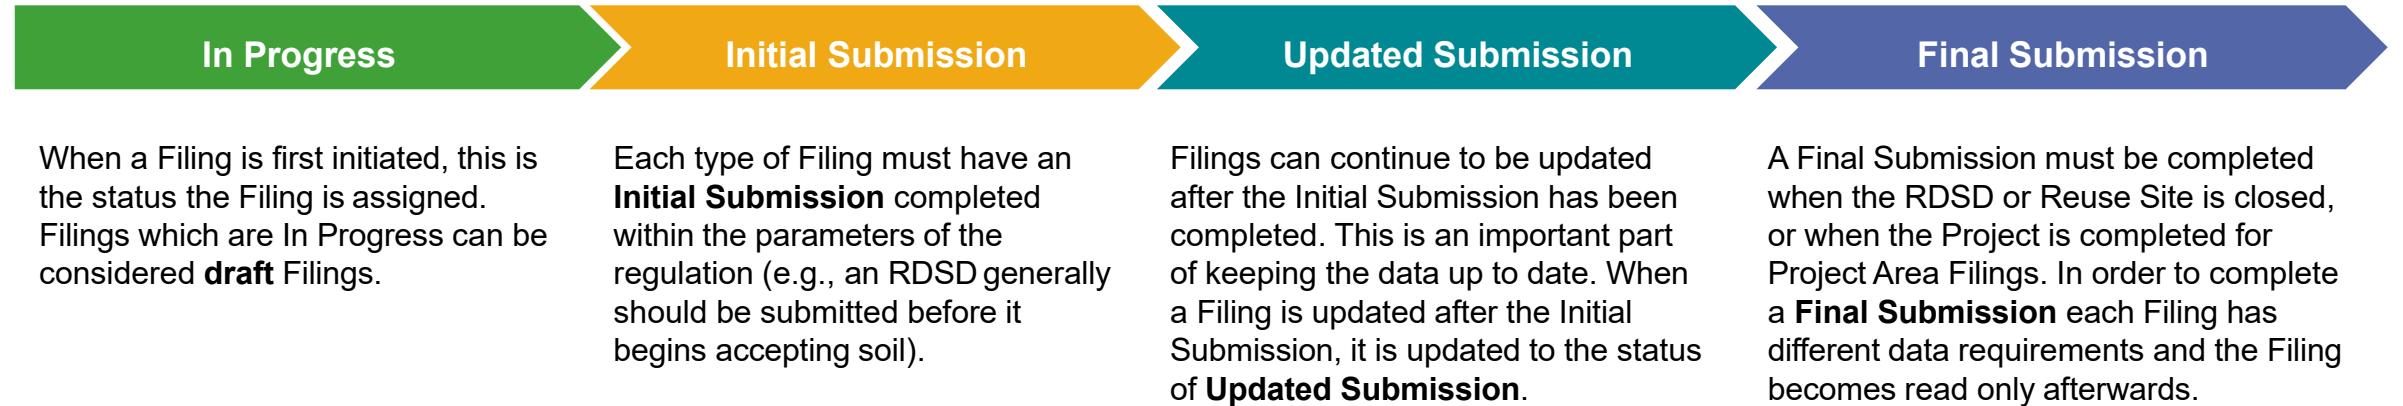 In Progress
Initial Submission
Updated Submission
Final Submission
When a Filing is first initiated, this is
the status the Filing is assigned.
Filings which are In Progress can be
considered draft Filings.
Each type of Filing must have an
Initial Submission completed
within the parameters of the
regulation (e.g., an RDSD generally
should be submitted before it
begins accepting soil).
Filings can continue to be updated
after the Initial Submission has been
completed. This is an important part
of keeping the data up to date. When
a Filing is updated after the Initial
Submission, it is updated to the status
of Updated Submission.
A Final Submission must be completed
when the RDSD or Reuse Site is closed,
or when the Project is completed for
Project Area Filings. In order to complete
a Final Submission each Filing has
different data requirements and the Filing
becomes read only afterwards.